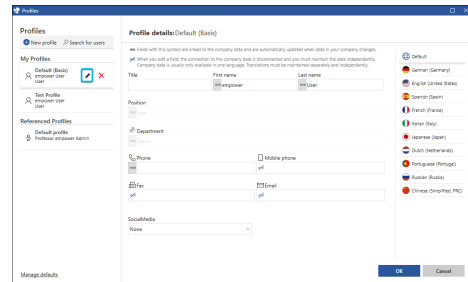 Profiles
Profiles
New profile
Search for users
My Profiles
Default (Basis)
empower User
User
Test Profile
empower User
User
Referenced Profiles
Default profile
Professor empower Admin
Manage defaults
Profile details: Default (Basis)
Fields with this symbol are linked to the company data and are automatically updated when data in your company changes.
When you edit a field, the connection to the company data is disconnected and you must maintain the data independently.
Company data is usually only available in one language. Translations must be maintained separately and independently.
Title
First name
Last name
empower
User
Position
Department
Phone
Mobile phone
Fax
Email
SocialMedia
None
Default
German (Germany)
English (United States)
Spanish (Spain)
French (France)
Italian (Italy)
Japanese (Japan)
Dutch (Netherlands)
Portuguese (Portugal)
Russian (Russia)
Chinese (Simplified, PRC)
OK
Cancel